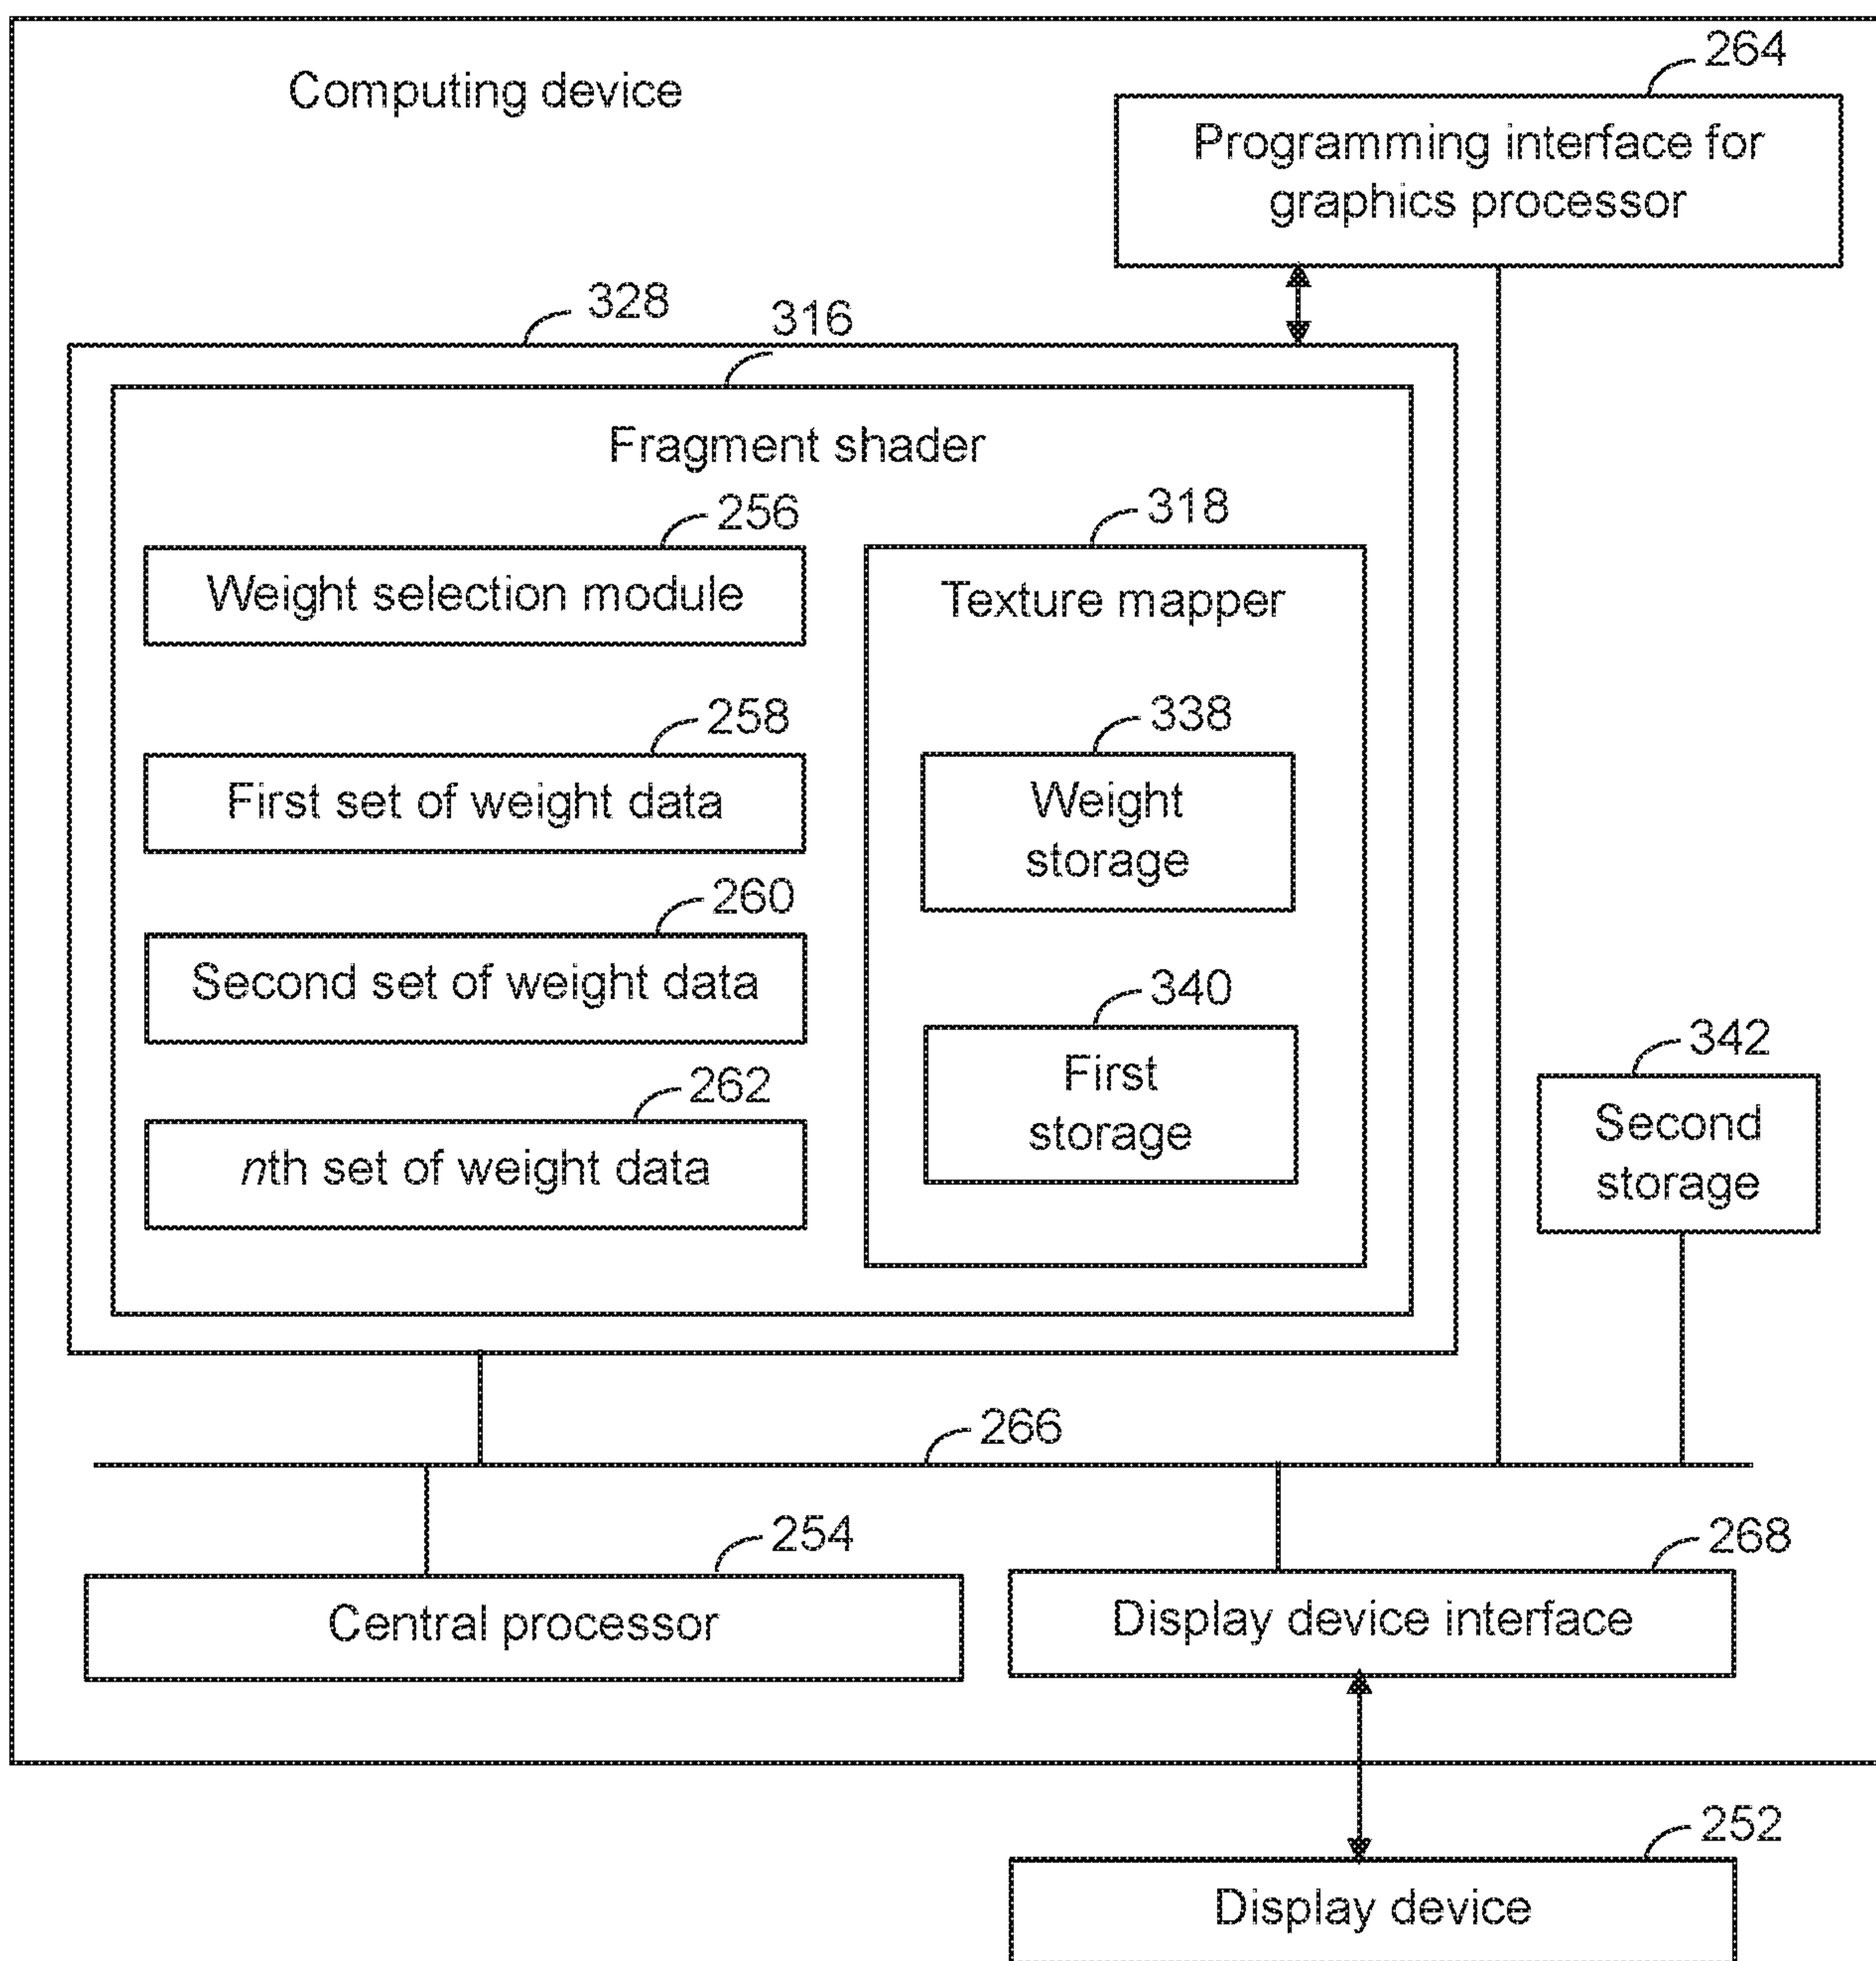 Computing device
264
Programming interface for
graphics processor
328
316
Fragment shader
256
Weight selection module
258
First set of weight data
260
Second set of weight data
262
nth set of weight data
318
Texture mapper
338
Weight
storage
340
First
storage
342
Second
storage
266
254
Central processor
268
Display device interface
252
Display device